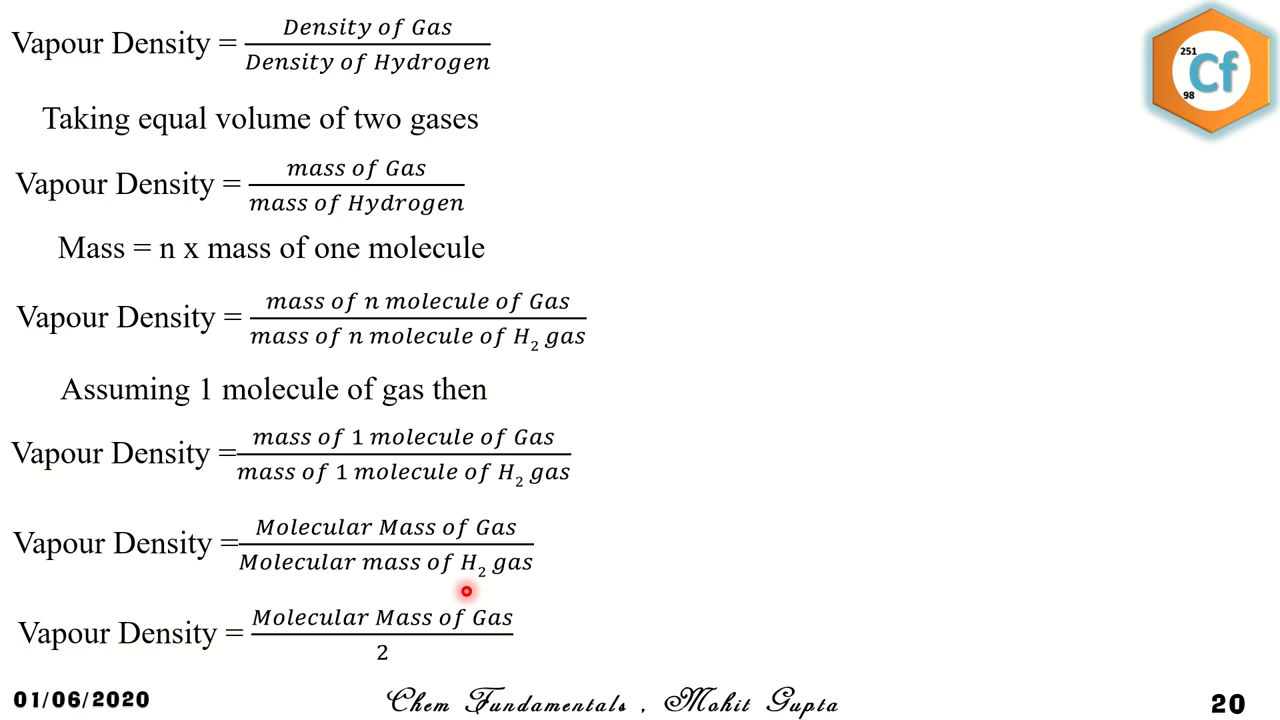 Vapour Density = Density of Gas / Density of Hydrogen
251
Cf
98
Taking equal volume of two gases
Vapour Density = mass of Gas / mass of Hydrogen
Mass = n x mass of one molecule
Vapour Density = mass of n molecule of Gas / mass of n molecule of H₂ gas
Assuming 1 molecule of gas then
Vapour Density = mass of 1 molecule of Gas / mass of 1 molecule of H₂ gas
Vapour Density = Molecular Mass of Gas / Molecular mass of H₂ gas
Vapour Density = Molecular Mass of Gas / 2
01/06/2020
Chem Fundamentals , Mohit Gupta
20